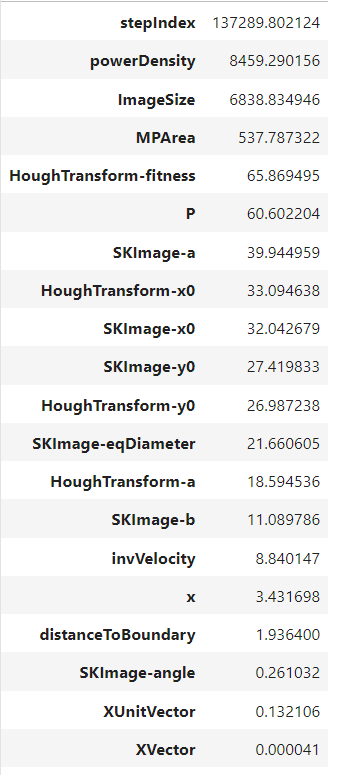 stepIndex 137289.802124
powerDensity 8459.290156
ImageSize 6838.834946
MPArea 537.787322
HoughTransform-fitness 65.869495
P 60.602204
SKImage-a 39.944959
HoughTransform-x0 33.094638
SKImage-x0 32.042679
SKImage-y0 27.419833
HoughTransform-y0 26.987238
SKImage-eqDiameter 21.660605
HoughTransform-a 18.594536
SKImage-b 11.089786
invVelocity 8.840147
x 3.431698
distanceToBoundary 1.936400
SKImage-angle 0.261032
XUnitVector 0.132106
XVector 0.000041